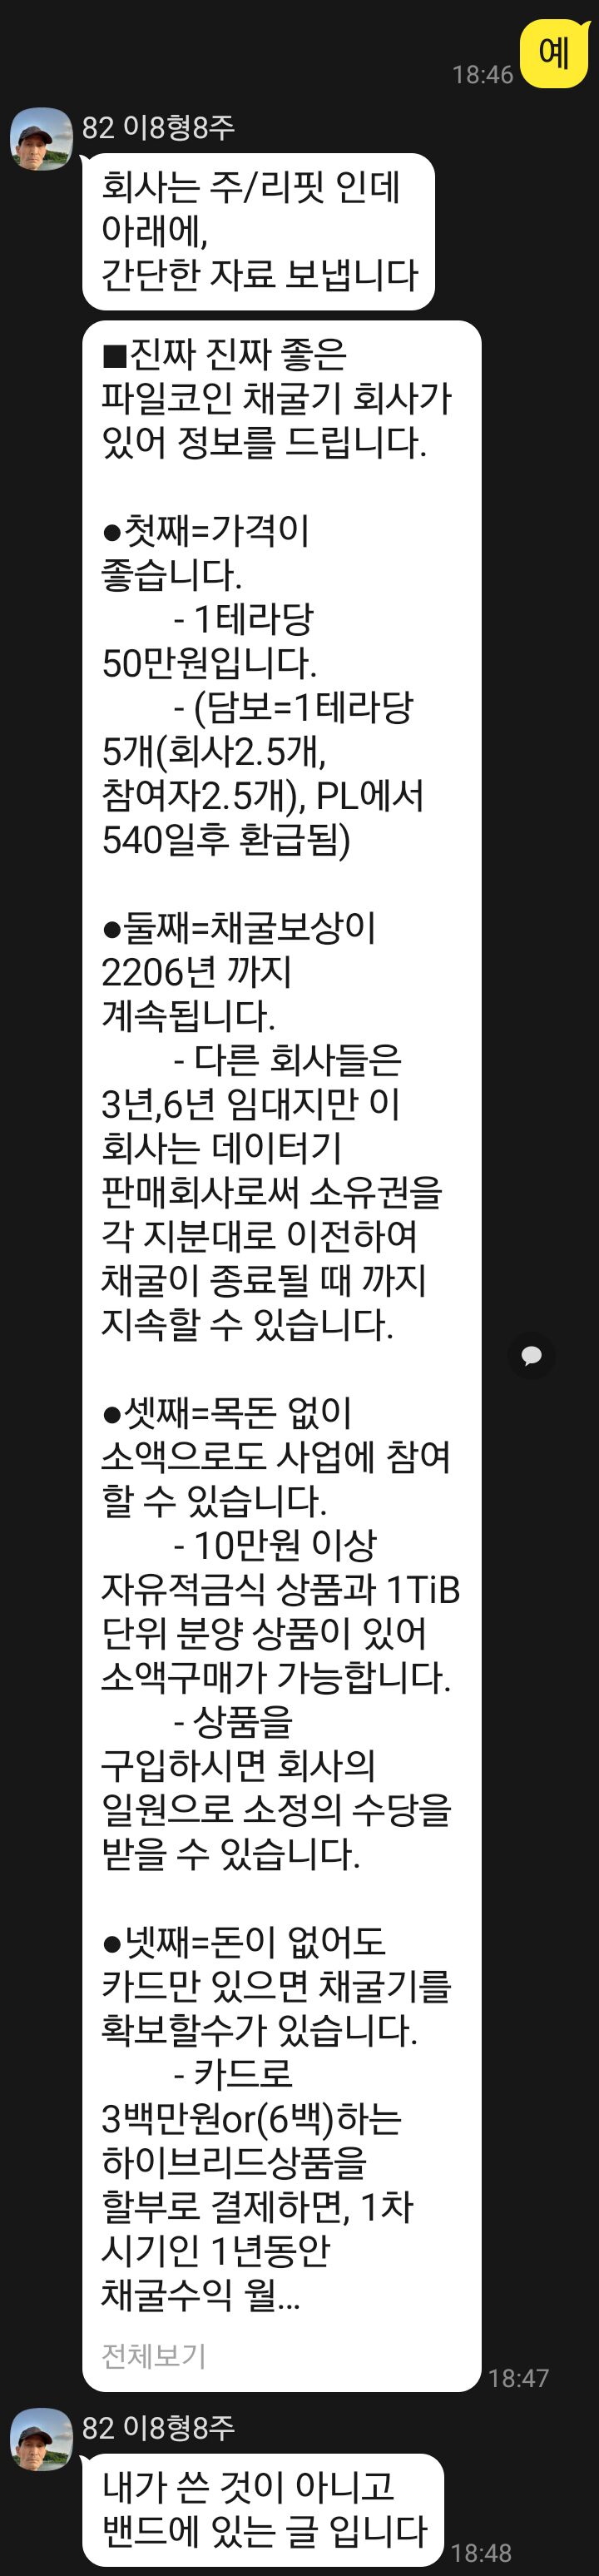 예
18:46
82 이8형8주
회사는 주/리핏 인데
아래에,
간단한 자료 보냅니다
■진짜 진짜 좋은
파일코인 채굴기 회사가
있어 정보를 드립니다.
●첫째=가격이
좋습니다.
- 1테라당
50만원입니다.
- (담보=1테라당
5개(회사2.5개,
참여자2.5개), PL에서
540일후 환급됨)
●둘째=채굴보상이
2206년 까지
계속됩니다.
- 다른 회사들은
3년,6년 임대지만 이
회사는 데이터기
판매회사로써 소유권을
각 지분대로 이전하여
채굴이 종료될 때 까지
지속할 수 있습니다.
●셋째=목돈 없이
소액으로도 사업에 참여
할 수 있습니다.
- 10만원 이상
자유적금식 상품과 1TiB
단위 분양 상품이 있어
소액구매가 가능합니다.
- 상품을
구입하시면 회사의
일원으로 소정의 수당을
받을 수 있습니다.
●넷째=돈이 없어도
카드만 있으면 채굴기를
확보할수가 있습니다.
- 카드로
3백만원or(6백)하는
하이브리드상품을
할부로 결제하면, 1차
시기인 1년동안
채굴수익 월...
전체보기
18:47
82 이8형8주
내가 쓴 것이 아니고
밴드에 있는 글 입니다
18:48